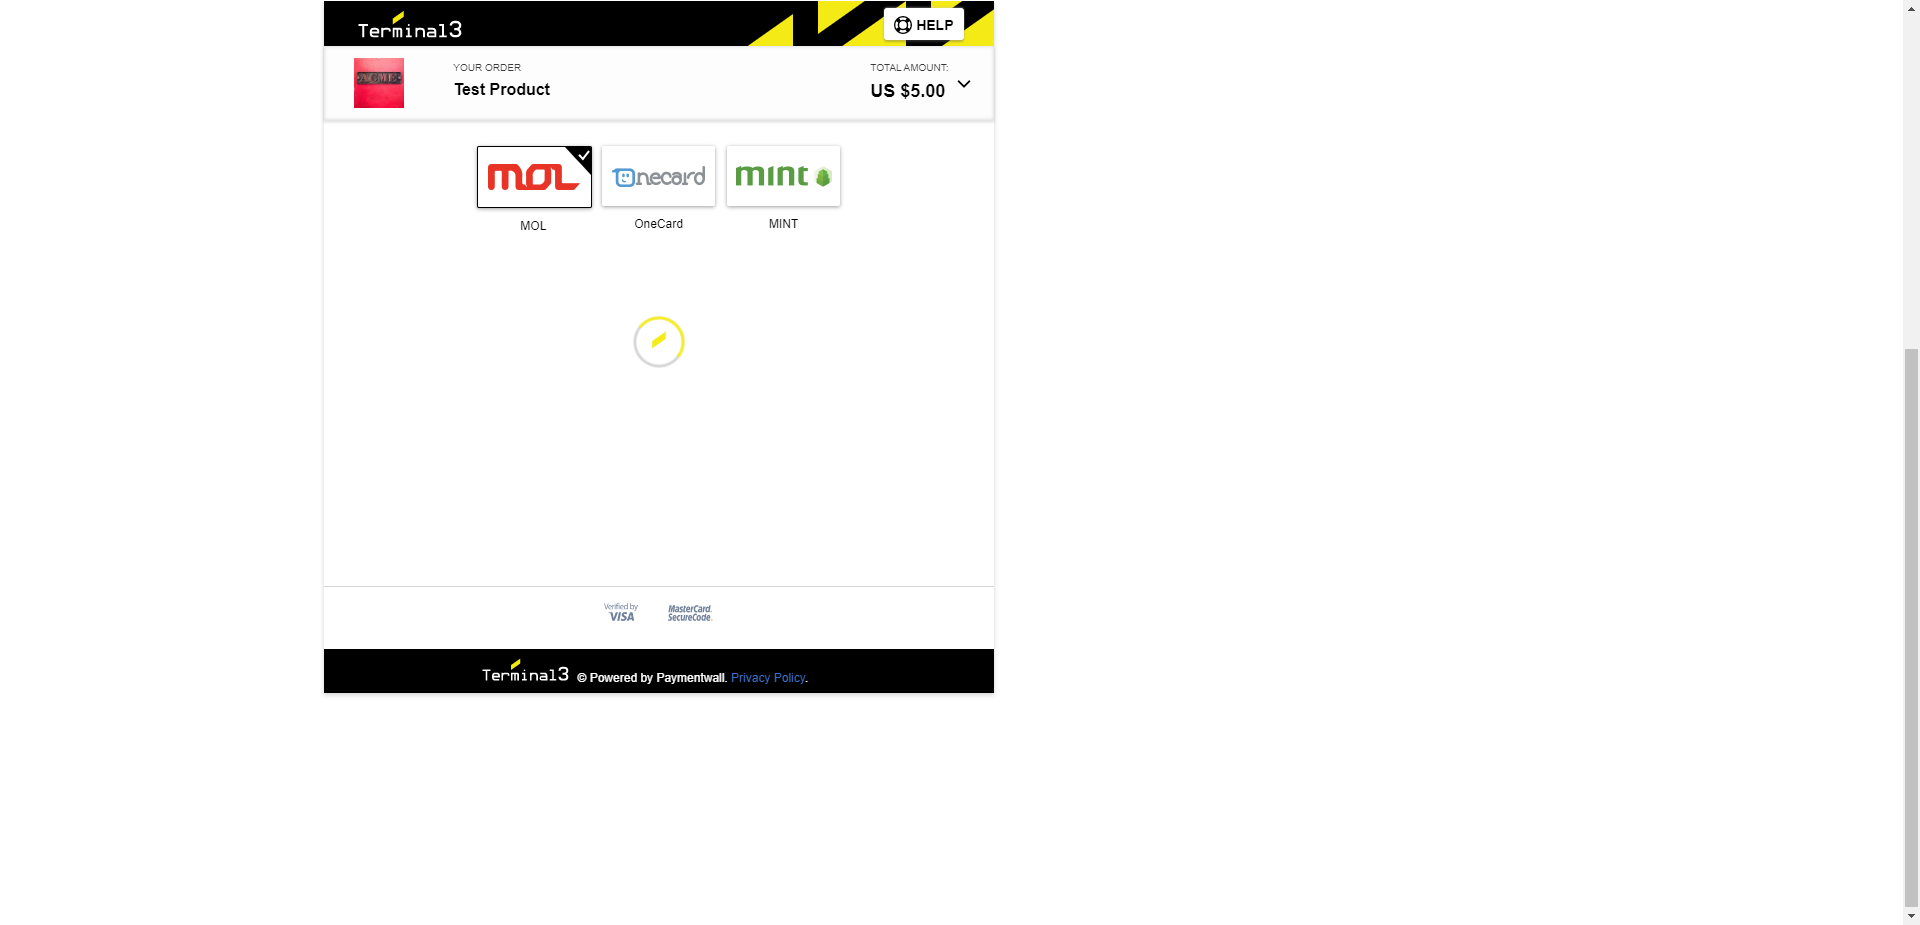 Terminal3
HELP
YOUR ORDER
TOTAL AMOUNT:
ACME
Test Product
US $5.00
MOL
Onecard
mint
MOL
OneCard
MINT
Verified by
VISA
MasterCard.
SecureCode.
Terminal3 © Powered by Paymentwall. Privacy Policy.